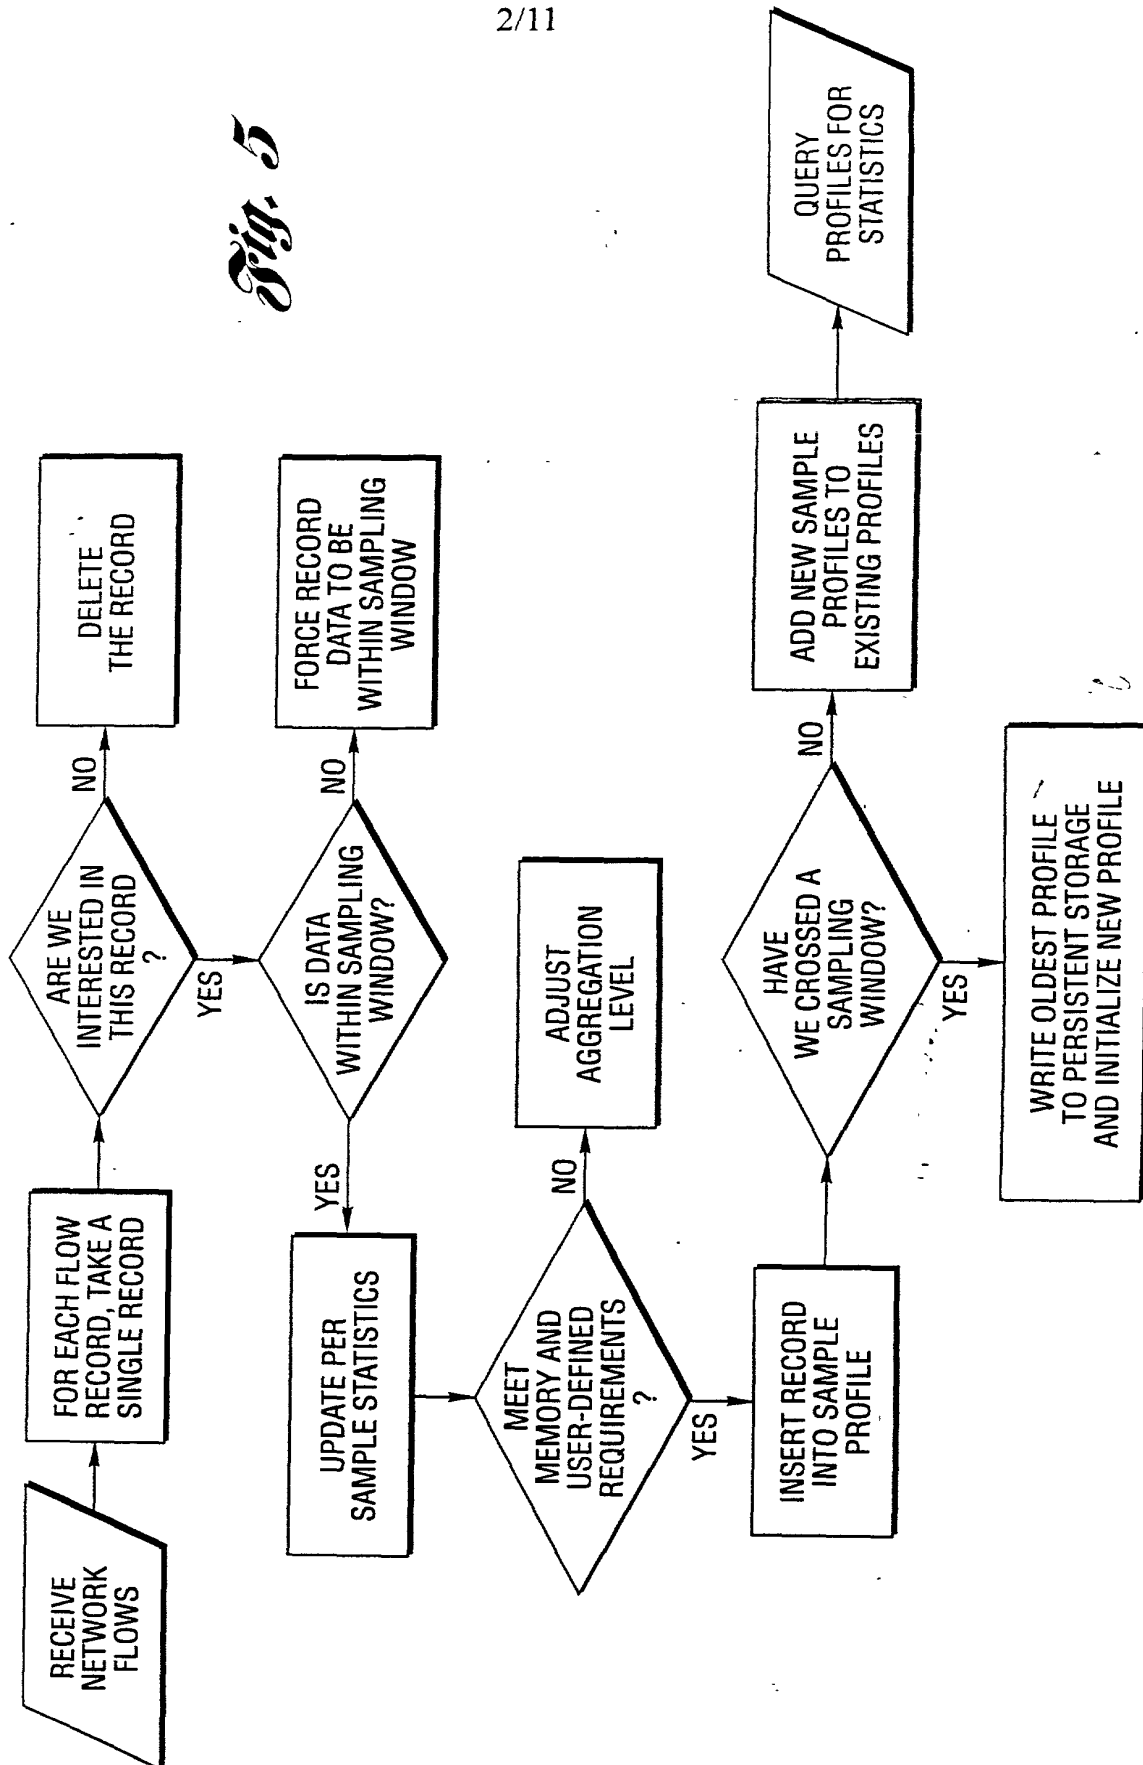 2/11
Fig. 5
RECEIVE
NETWORK
FLOWS
FOR EACH FLOW
RECORD, TAKE A
SINGLE RECORD
ARE WE
INTERESTED IN
THIS RECORD
?
NO
DELETE
THE RECORD
YES
IS DATA
WITHIN SAMPLING
WINDOW?
NO
FORCE RECORD
DATA TO BE
WITHIN SAMPLING
WINDOW
YES
UPDATE PER
SAMPLE STATISTICS
MEET
MEMORY AND
USER-DEFINED
REQUIREMENTS
?
NO
ADJUST
AGGREGATION
LEVEL
YES
INSERT RECORD
INTO SAMPLE
PROFILE
HAVE
WE CROSSED A
SAMPLING
WINDOW?
NO
ADD NEW SAMPLE
PROFILES TO
EXISTING PROFILES
QUERY
PROFILES FOR
STATISTICS
YES
WRITE OLDEST PROFILE
TO PERSISTENT STORAGE
AND INITIALIZE NEW PROFILE